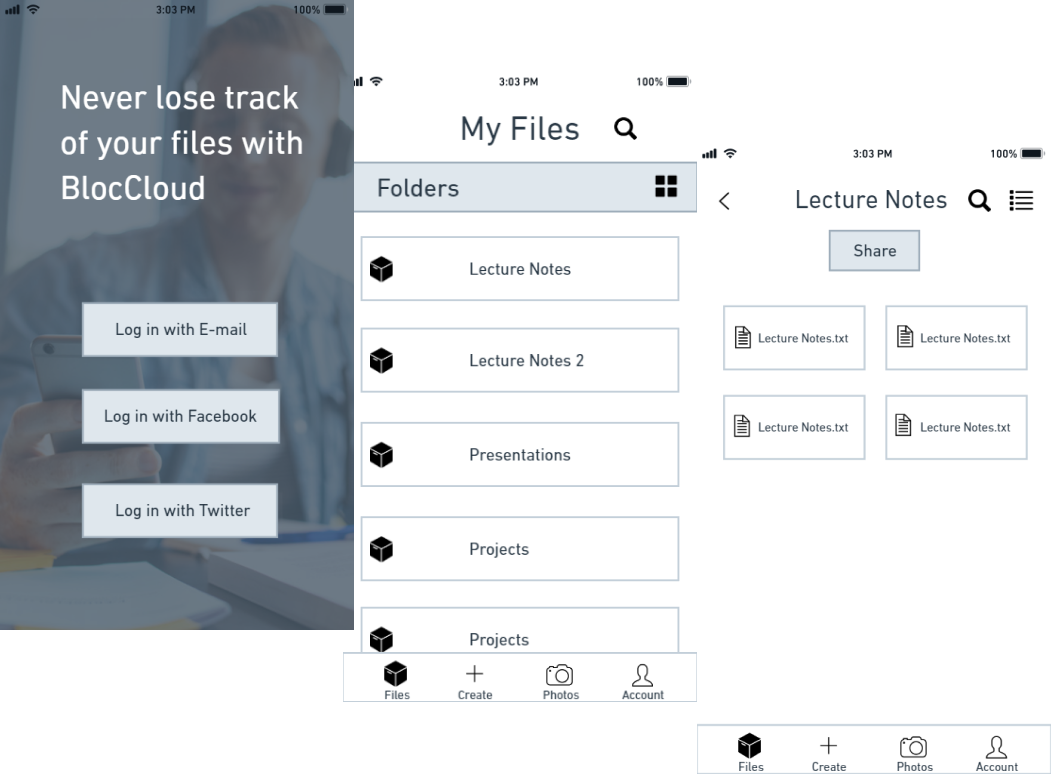 3:03 PM
100%
Never lose track
of your files with
BlocCloud
Log in with E-mail
Log in with Facebook
Log in with Twitter
3:03 PM
100%
My Files
Folders
Lecture Notes
Lecture Notes 2
Presentations
Projects
Projects
Files
Create
Photos
Account
3:03 PM
100%
Lecture Notes
Share
Lecture Notes.txt
Lecture Notes.txt
Lecture Notes.txt
Lecture Notes.txt
Files
Create
Photos
Account